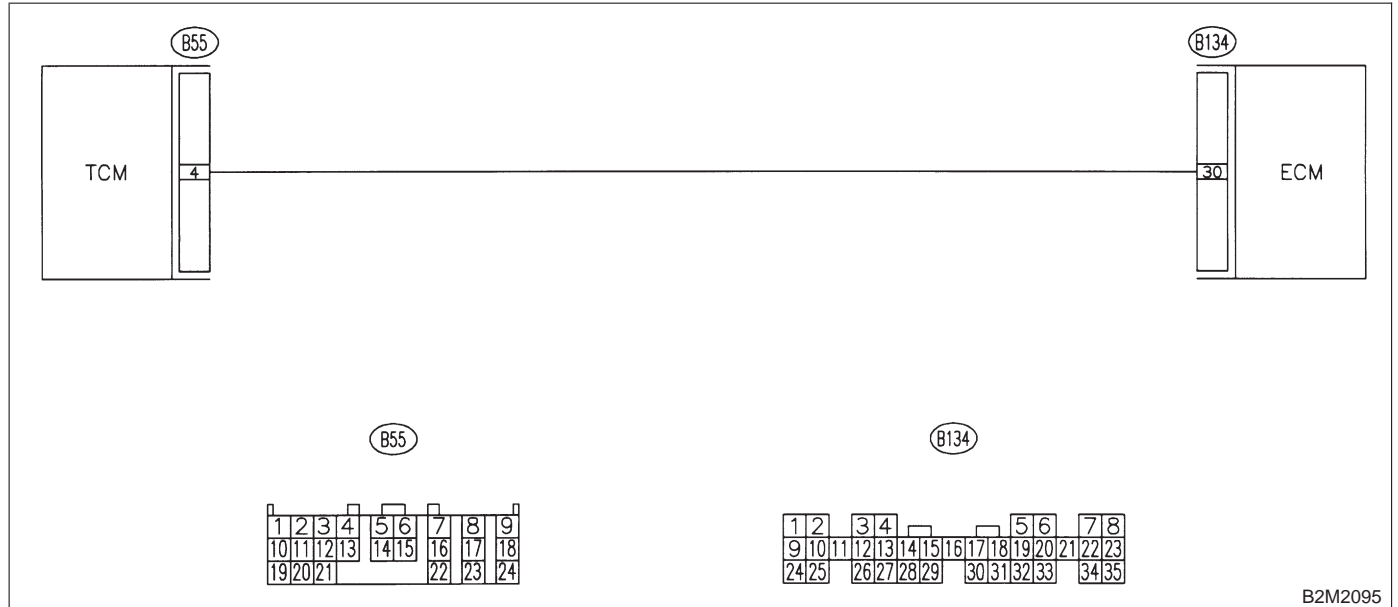 B55 B134
TCM 4 30 ECM
B55 B134
1 2 3 4 5 6 7 8 9
10 11 12 13 14 15 16 17 18
19 20 21 22 23 24
1 2 3 4 5 6 7 8
9 10 11 12 13 14 15 16 17 18 19 20 21 22 23
24 25 26 27 28 29 30 31 32 33 34 35
B2M2095